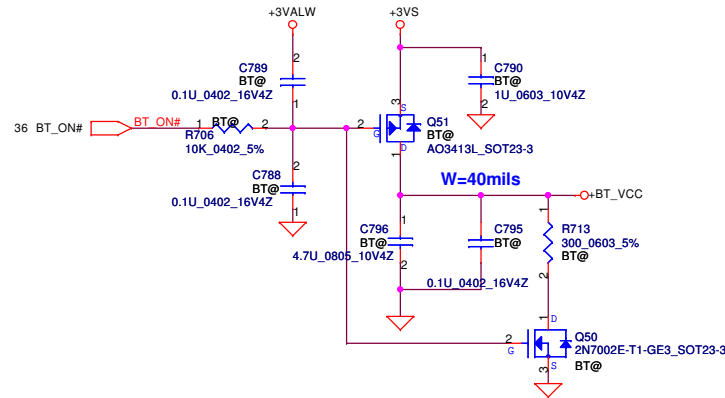 +3VALW
+3VS
2
C789
BT@
0.1U_0402_16V4Z
1
1
C790
BT@
1U_0603_10V4Z
2
36 BT_ON#
BT_ON#
1
BT@
2
R706
10K_0402_5%
2
G
3
S
D
1
Q51
BT@
AO3413L_SOT23-3
2
C788
BT@
0.1U_0402_16V4Z
1
W=40mils
+BT_VCC
1
C796
BT@
4.7U_0805_10V4Z
2
1
C795
BT@
2
0.1U_0402_16V4Z
1
R713
300_0603_5%
BT@
2
1
D
2
G
3
S
Q50
2N7002E-T1-GE3_SOT23-3
BT@